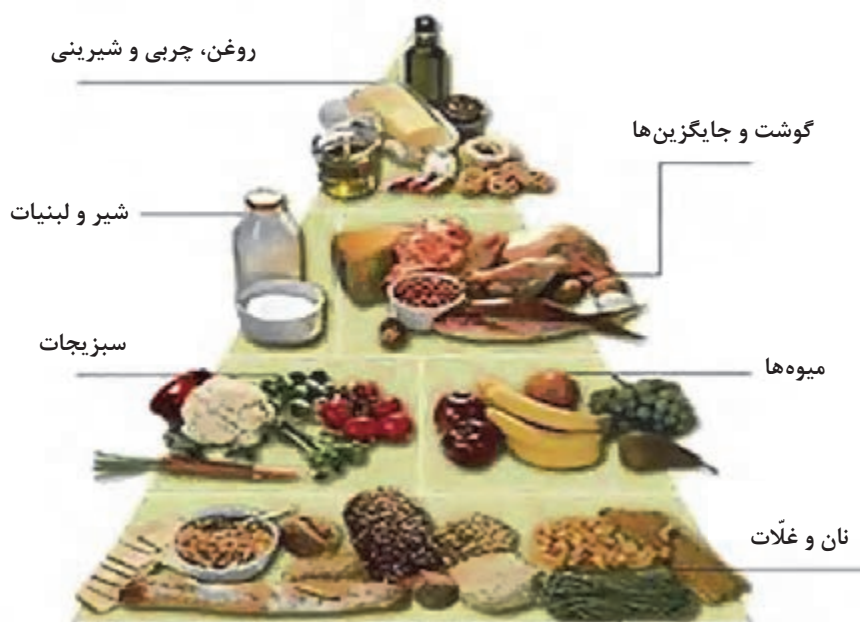 روغن، چربی و شیرینی
گوشت و جایگزین‌ها
شیر و لبنیات
سبزیجات
میوه‌ها
نان و غلّات